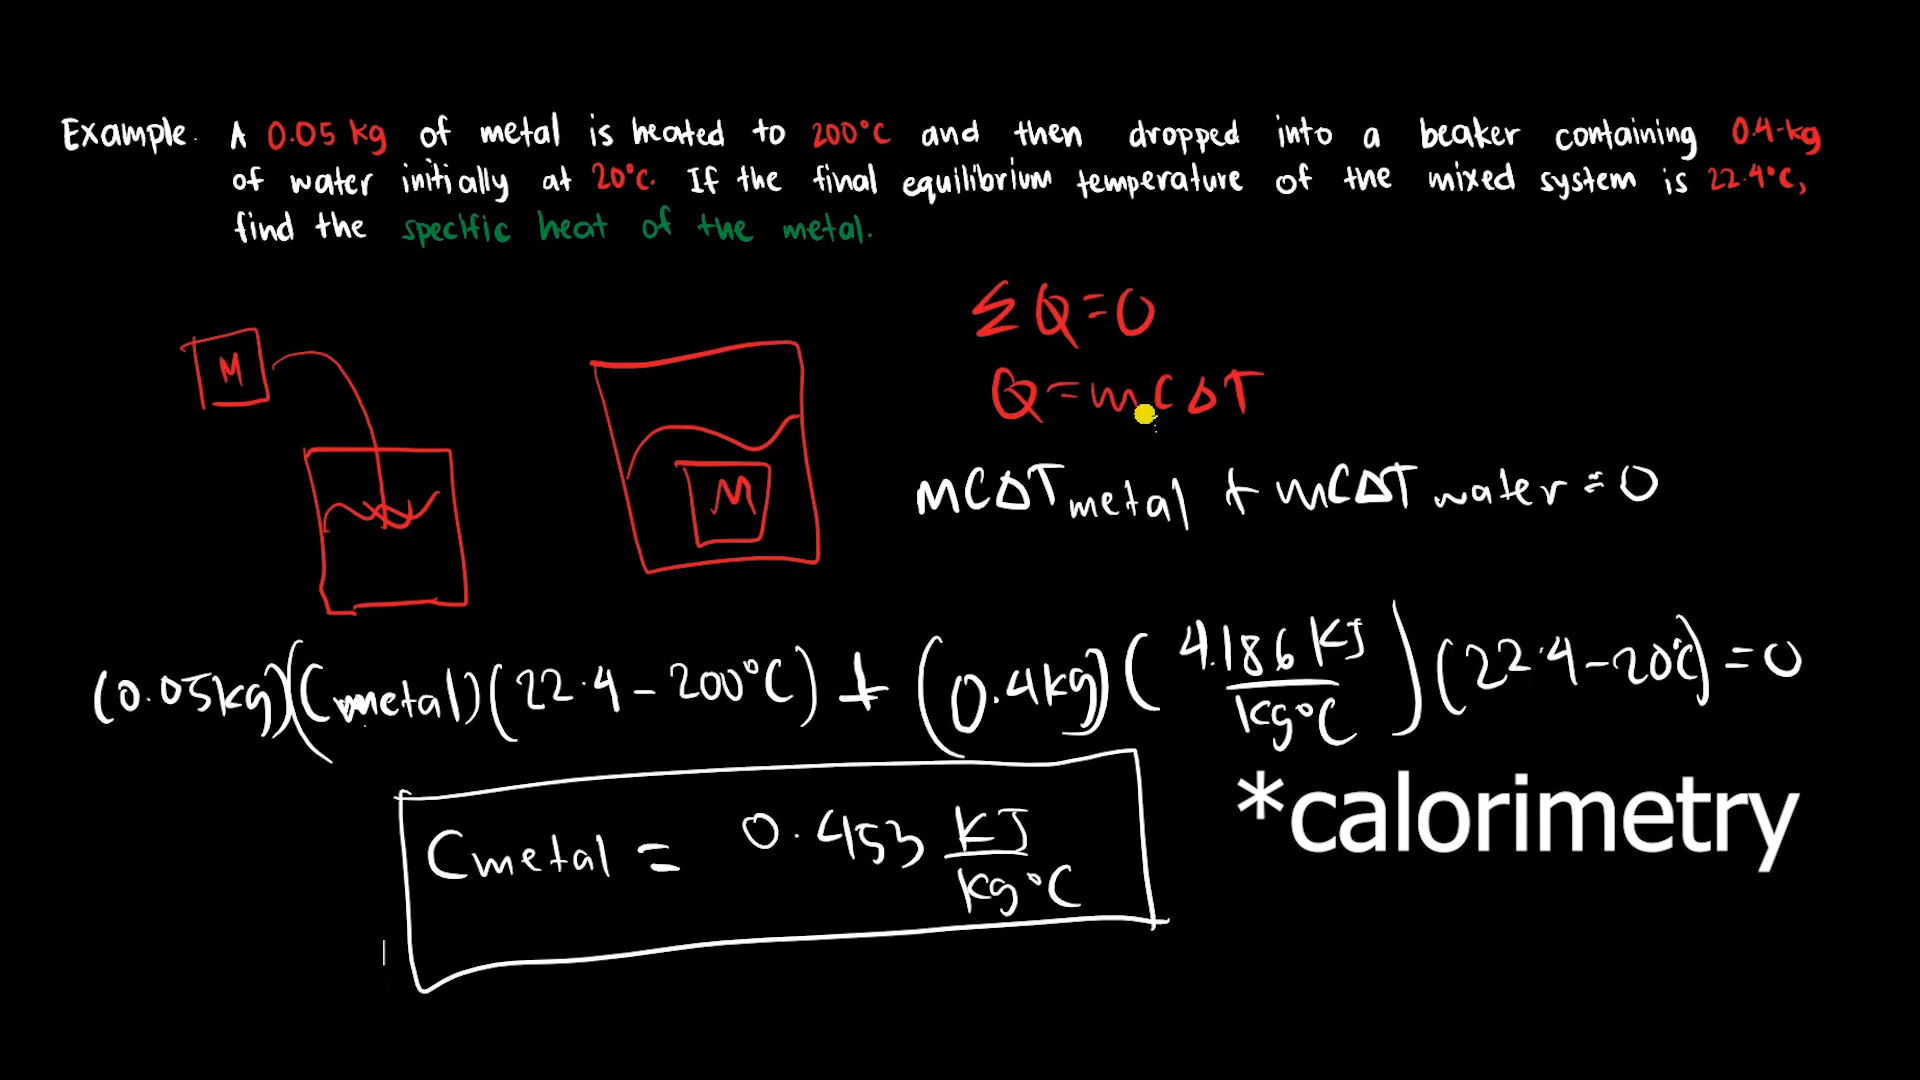 Example. A 0.05 kg of metal is heated to 200°C and then dropped into a beaker containing 0.4-kg
of water initially at 20°C. If the final equilibrium temperature of the mixed system is 22.4°C,
find the specific heat of the metal.
ΣQ=0
M
Q=mCΔT
M
mCΔTmetal + mCΔTwater=0
(0.05kg)(Cmetal)(22.4-200°C) + (0.4kg)(4.186 KJ/kg°C)(22.4-20°C)=0
*calorimetry
Cmetal = 0.453 KJ/kg°C